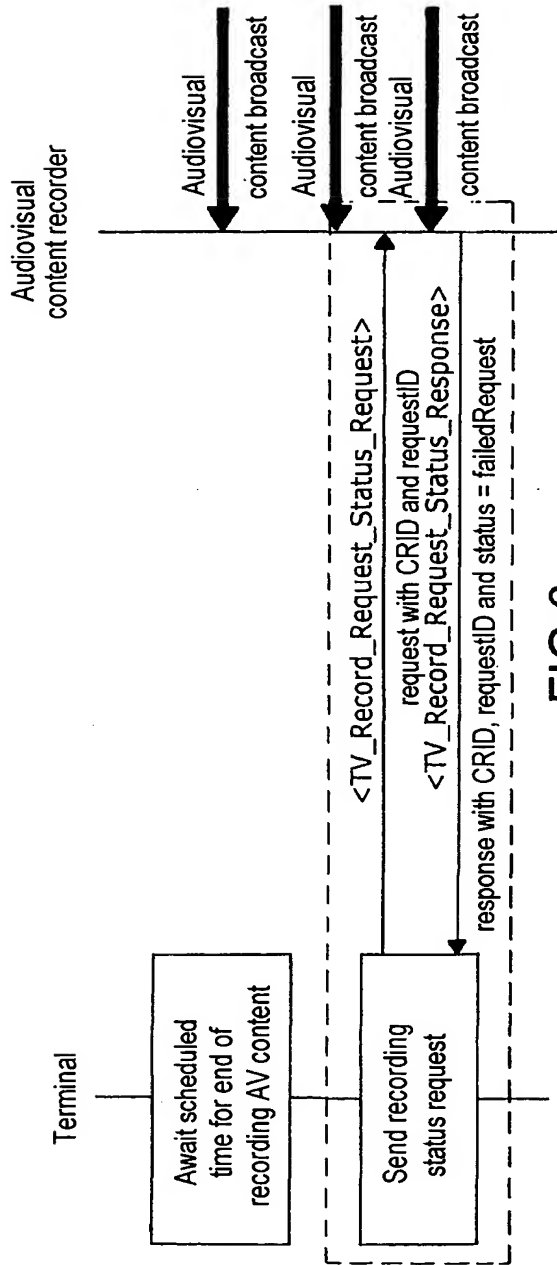 Terminal
Audiovisual
content recorder
Await scheduled
time for end of
recording AV content
Audiovisual
content broadcast
Audiovisual
content broadcast
Send recording
status request
<TV_Record_Request_Status_Request>
request with CRID and requestID
Audiovisual
content broadcast
<TV_Record_Request_Status_Response>
response with CRID, requestID and status = failedRequest
FIG